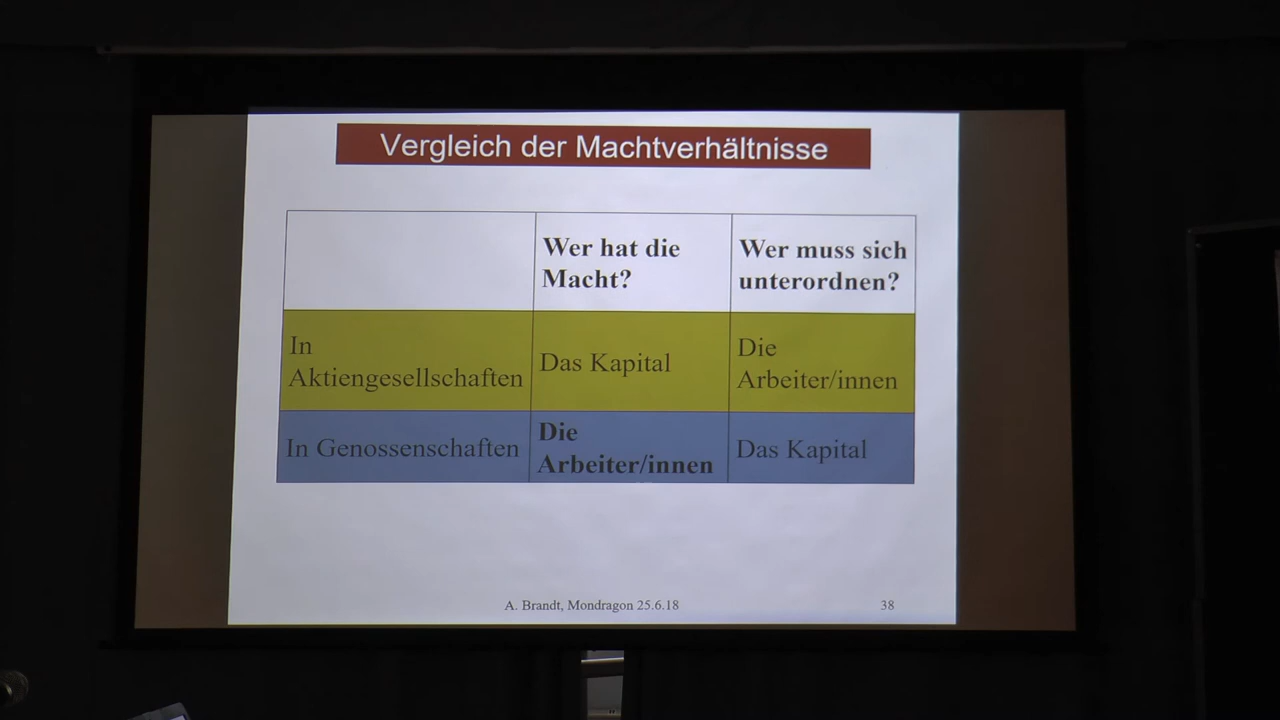 Vergleich der Machtverhältnisse
Wer hat die
Macht?
Wer muss sich
unterordnen?
In
Aktiengesellschaften
Das Kapital
Die
Arbeiter/innen
In Genossenschaften
Die
Arbeiter/innen
Das Kapital
A. Brandt, Mondragon 25.6.18
38